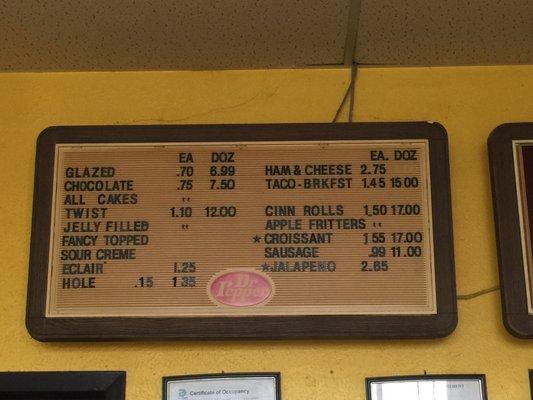 EA DOZ
GLAZED .70 6.99
CHOCOLATE .75 7.50
ALL CAKES "
TWIST 1.10 12.00
JELLY FILLED "
FANCY TOPPED
SOUR CREME
ECLAIR 1.25
HOLE .15 1.35
EA. DOZ
HAM & CHEESE 2.75
TACO-BRKFST 1.45 15.00
CINN ROLLS 1.50 17.00
APPLE FRITTERS "
★CROISSANT 1.55 17.00
SAUSAGE .99 11.00
★JALAPENO 2.65
Dr
Pepper
Certificate of Occupancy